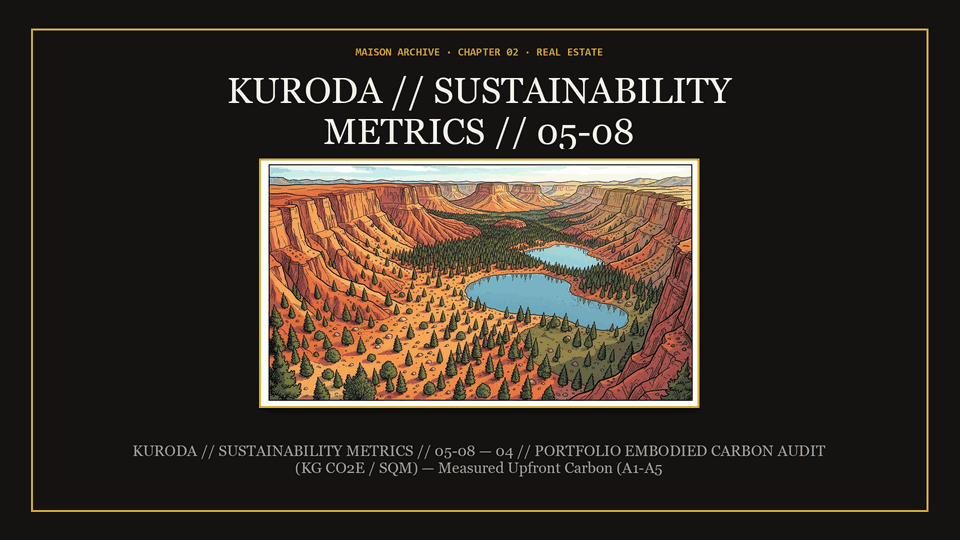 MAISON ARCHIVE · CHAPTER 02 · REAL ESTATE
KURODA // SUSTAINABILITY
METRICS // 05-08
KURODA // SUSTAINABILITY METRICS // 05-08 — 04 // PORTFOLIO EMBODIED CARBON AUDIT
(KG CO2E / SQM) — Measured Upfront Carbon (A1-A5